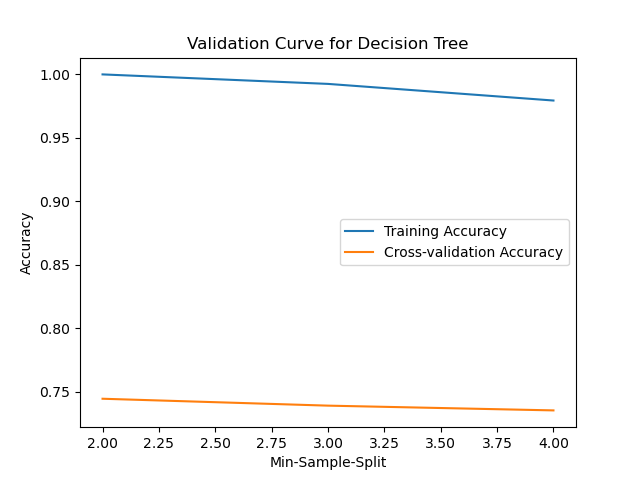 Validation Curve for Decision Tree
1.00
0.95
0.90
0.85
0.80
0.75
Accuracy
Training Accuracy
Cross-validation Accuracy
2.00 2.25 2.50 2.75 3.00 3.25 3.50 3.75 4.00
Min-Sample-Split